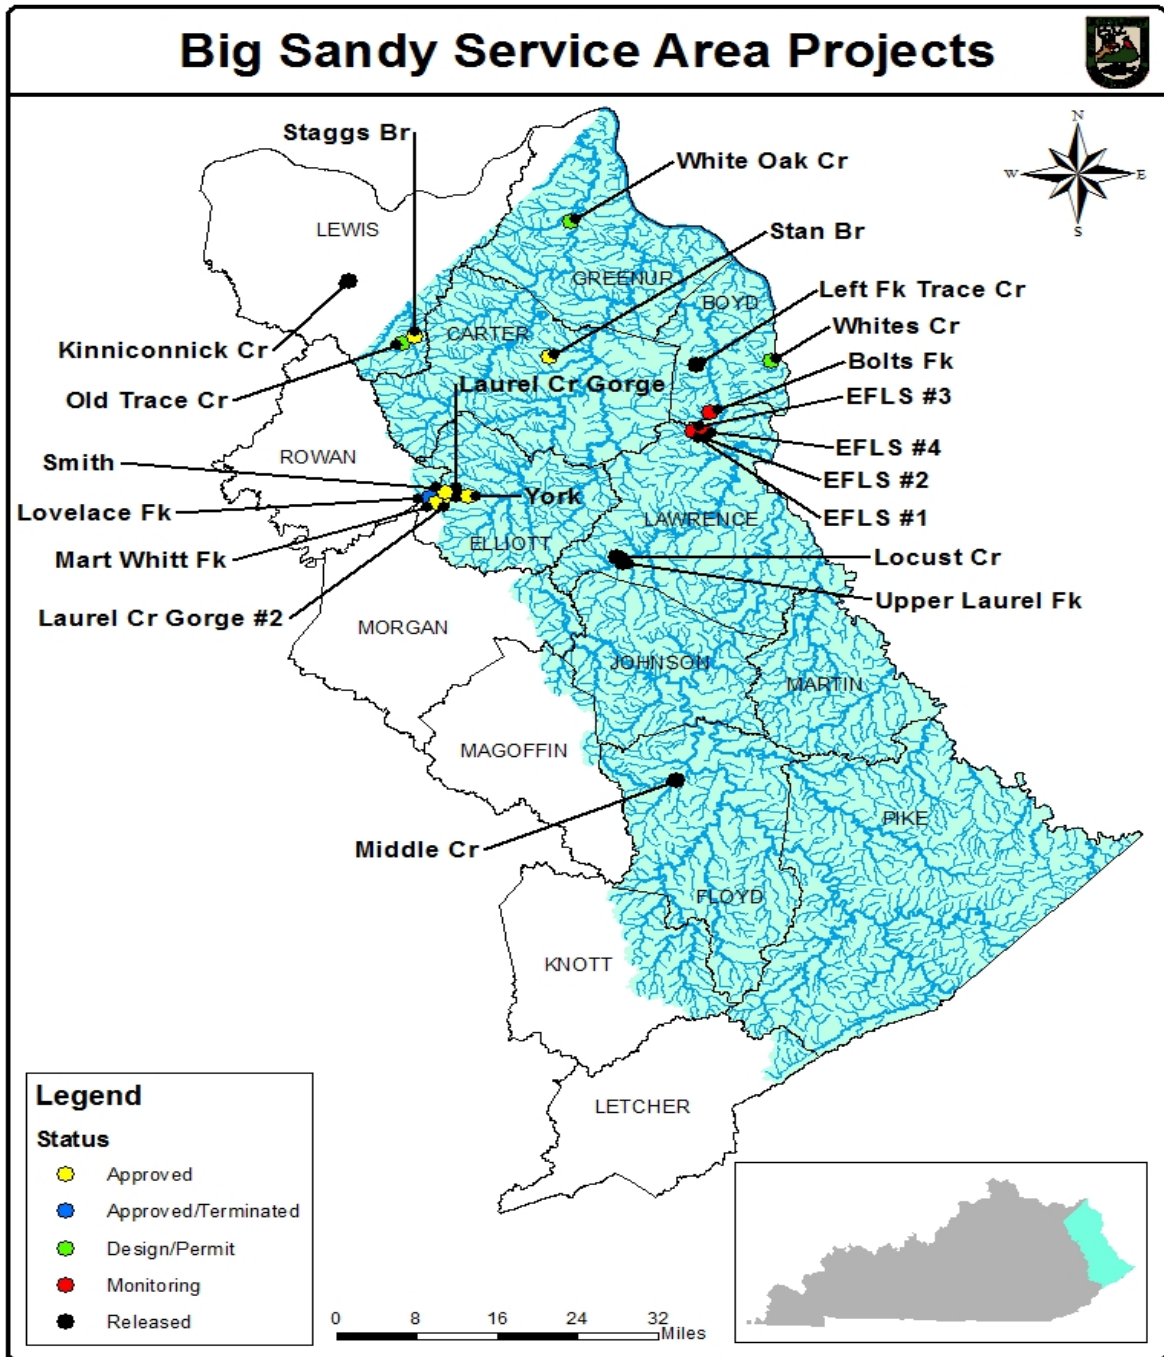 Big Sandy Service Area Projects
N
W
E
S
Staggs Br
White Oak Cr
LEWIS
Stan Br
GREENUP
Left Fk Trace Cr
BOYD
Whites Cr
CARTER
Kinniconnick Cr
Bolts Fk
Laurel Cr Gorge
EFLS #3
Old Trace Cr
EFLS #4
ROWAN
Smith
EFLS #2
York
Lovelace Fk
EFLS #1
LAWRENCE
ELLIOTT
Mart Whitt Fk
Locust Cr
Upper Laurel Fk
Laurel Cr Gorge #2
MORGAN
JOHNSON
MARTIN
MAGOFFIN
PIKE
Middle Cr
FLOYD
KNOTT
LETCHER
Legend
Status
Approved
Approved/Terminated
Design/Permit
Monitoring
Released
0 8 16 24 32
Miles